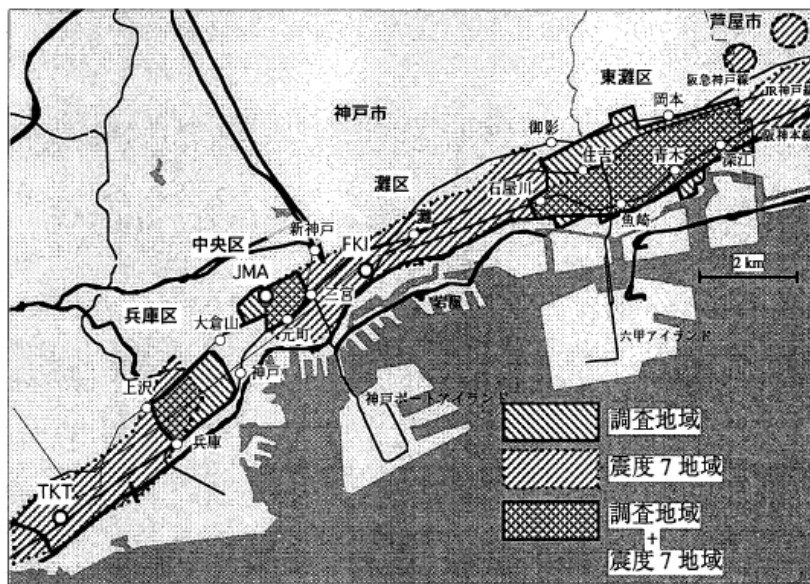 芦屋市
東灘区
阪急神戸線
JR神戸線
岡本
神戸市
御影
阪神本線
住吉
青木
深江
灘区
石屋川
灘
魚崎
新神戸
中央区
FKI
JMA
2 km
三宮
岩屋
兵庫区
大倉山
元町
六甲アイランド
神戸
上沢
神戸ポートアイランド
調査地域
兵庫
震度7地域
TKT
調査地域
+
震度7地域